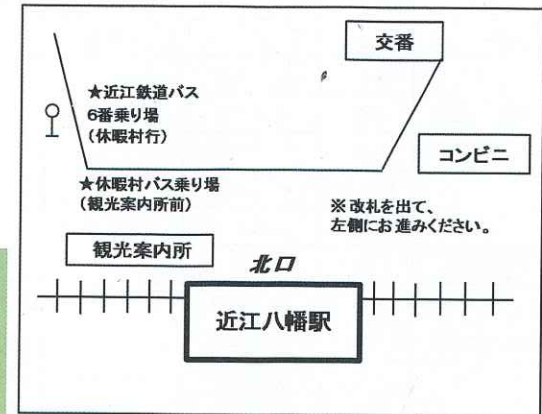 交番
★近江鉄道バス
6番乗り場
(休暇村行)
コンビニ
★休暇村バス乗り場
(観光案内所前)
※改札を出て、
左側にお進みください。
観光案内所
北口
近江八幡駅